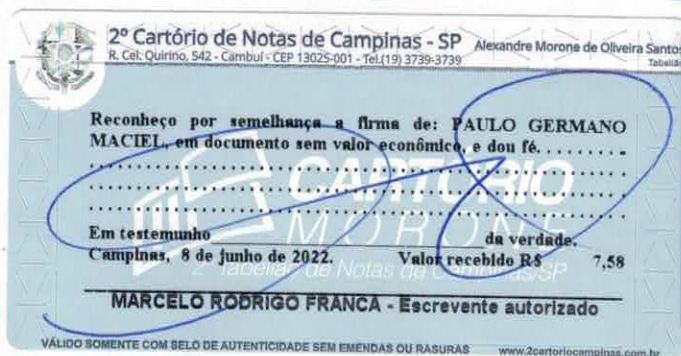 2º Cartório de Notas de Campinas - SP Alexandre Morone de Oliveira Santos
R. Cel. Quirino, 542 - Cambuí - CEP 13025-001 - Tel.(19) 3739-3739 Tabelião
Reconheço por semelhança a firma de: PAULO GERMANO
MACIEL, em documento sem valor econômico, e dou fé.
CARTÓRIO
Em testemunho da verdade.
MORONE
Campinas, 8 de junho de 2022. Valor recebido R$ 7,58
2º Tabelião de Notas de Campinas/SP
MARCELO RODRIGO FRANCA - Escrevente autorizado
VÁLIDO SOMENTE COM SELO DE AUTENTICIDADE SEM EMENDAS OU RASURAS www.2cartoriocampinas.com.br